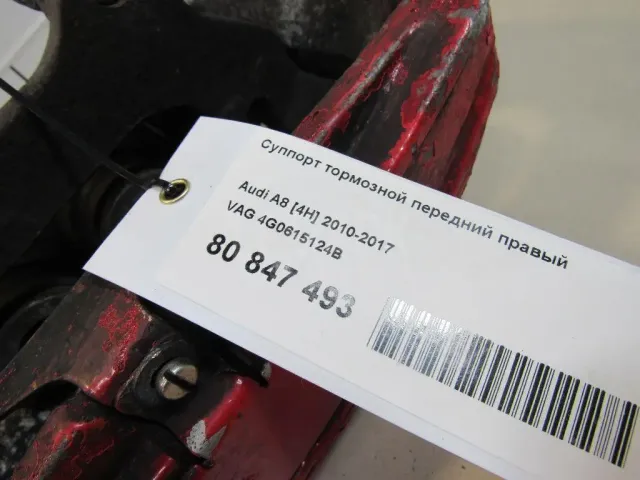 Суппорт тормозной передний правый
Audi A8 [4H] 2010-2017
VAG 4G0615124B
80 847 493